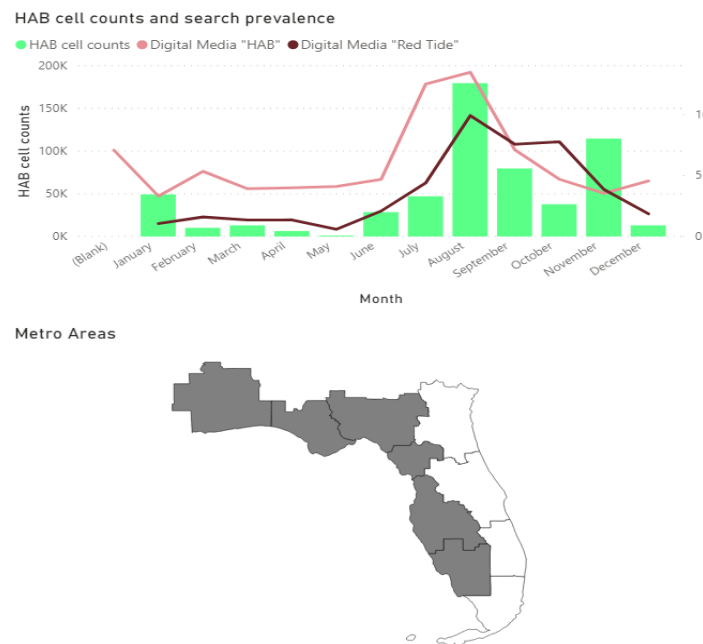 HAB cell counts and search prevalence
HAB cell counts Digital Media "HAB" Digital Media "Red Tide"
200K
150K
100K
50K
0K
HAB cell counts
5
0
(Blank)
January
February
March
April
May
June
July
August
September
October
November
December
Month
Metro Areas